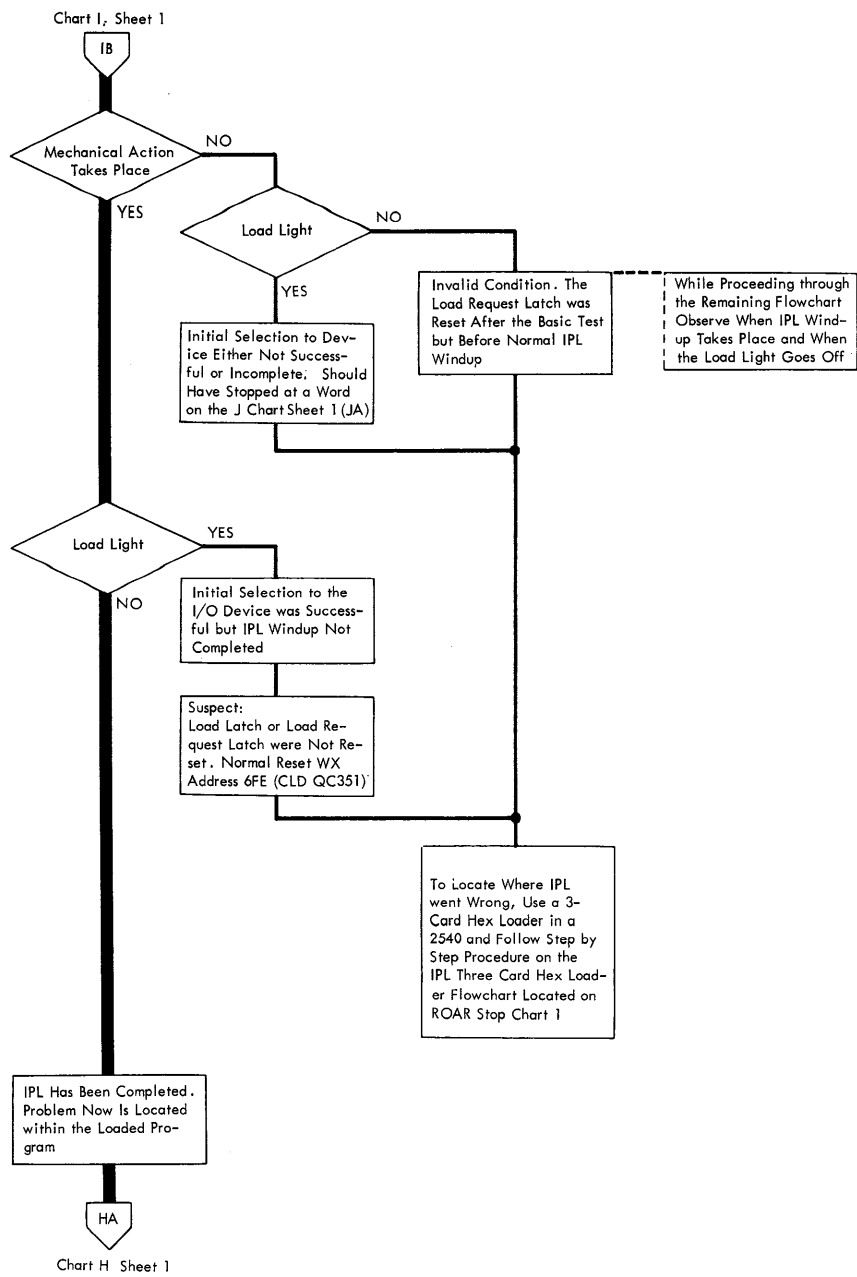 Chart I, Sheet 1
IB
Mechanical Action
Takes Place
NO
YES
Load Light
NO
YES
Invalid Condition. The
Load Request Latch was
Reset After the Basic Test
but Before Normal IPL
Windup
While Proceeding through
the Remaining Flowchart
Observe When IPL Wind-
up Takes Place and When
the Load Light Goes Off
Initial Selection to Dev-
ice Either Not Success-
ful or Incomplete. Should
Have Stopped at a Word
on the J Chart Sheet 1 (JA)
Load Light
YES
NO
Initial Selection to the
I/O Device was Success-
ful but IPL Windup Not
Completed
Suspect:
Load Latch or Load Re-
quest Latch were Not Re-
set. Normal Reset WX
Address 6FE (CLD QC351)
To Locate Where IPL
went Wrong, Use a 3-
Card Hex Loader in a
2540 and Follow Step by
Step Procedure on the
IPL Three Card Hex Load-
er Flowchart Located on
ROAR Stop Chart 1
IPL Has Been Completed.
Problem Now Is Located
within the Loaded Pro-
gram
HA
Chart H Sheet 1